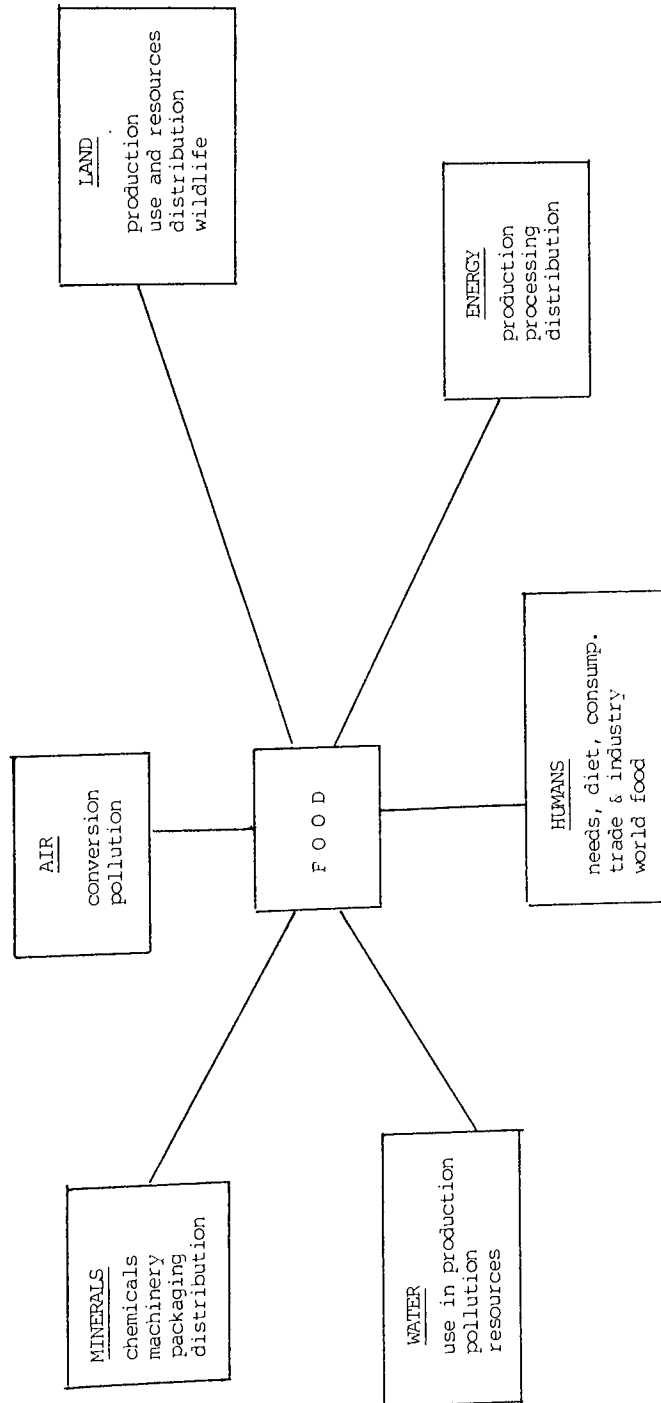 MINERALS
chemicals
machinery
packaging
distribution
AIR
conversion
pollution
LAND
production
use and resources
distribution
wildlife
F O O D
WATER
use in production
pollution
resources
HUMANS
needs, diet, consump.
trade & industry
world food
ENERGY
production
processing
distribution